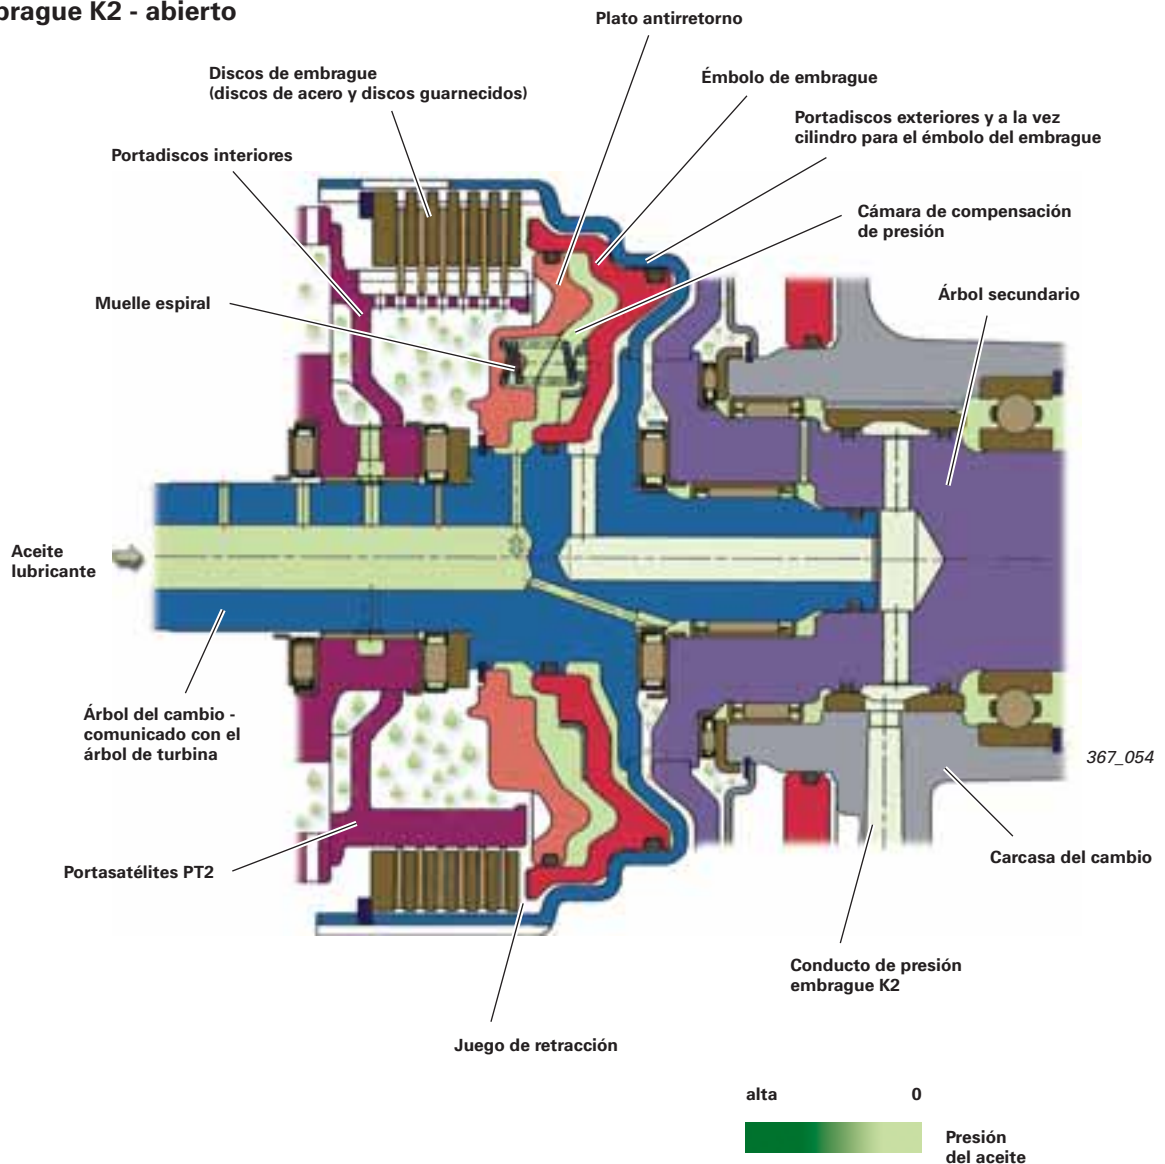 brague K2 - abierto
Plato antirretorno
Discos de embrague
(discos de acero y discos guarnecidos)
Émbolo de embrague
Portadiscos exteriores y a la vez
cilindro para el émbolo del embrague
Portadiscos interiores
Cámara de compensación
de presión
Muelle espiral
Árbol secundario
Aceite
lubricante
Árbol del cambio -
comunicado con el
árbol de turbina
367_054
Portasatélites PT2
Carcasa del cambio
Conducto de presión
embrague K2
Juego de retracción
alta 0
Presión
del aceite